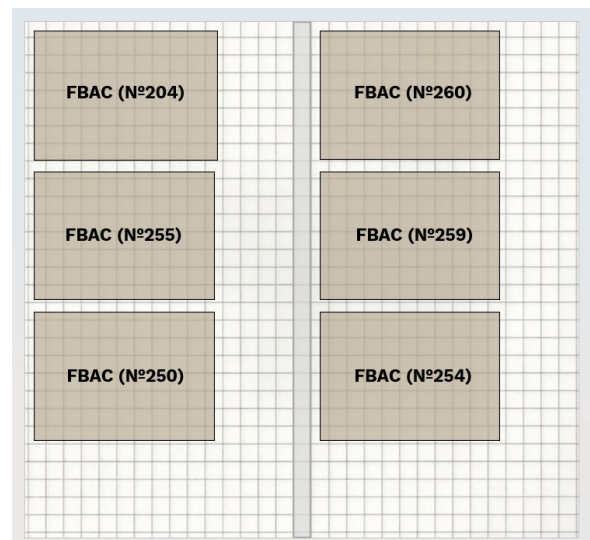 FBAC (Nº204)
FBAC (Nº260)
FBAC (Nº255)
FBAC (Nº259)
FBAC (Nº250)
FBAC (Nº254)